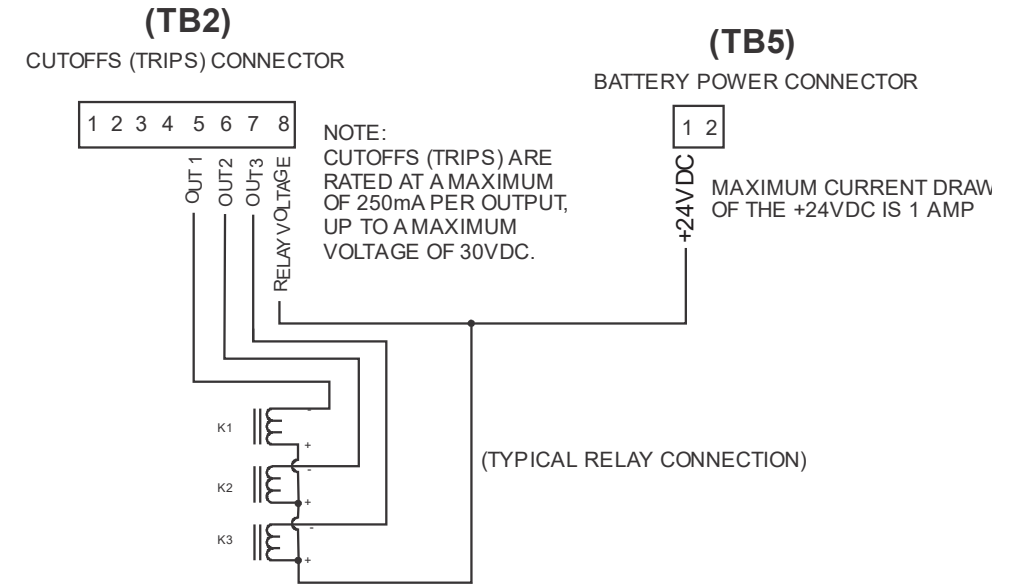 (TB2)
CUTOFFS (TRIPS) CONNECTOR
1 2 3 4 5 6 7 8
OUT 1
OUT2
OUT3
RELAY VOLTAGE
NOTE:
CUTOFFS (TRIPS) ARE
RATED AT A MAXIMUM
OF 250mA PER OUTPUT,
UP TO A MAXIMUM
VOLTAGE OF 30VDC.
(TB5)
BATTERY POWER CONNECTOR
1 2
+24VDC
MAXIMUM CURRENT DRAW
OF THE +24VDC IS 1 AMP
K1
-
+
K2
-
+
K3
-
+
(TYPICAL RELAY CONNECTION)